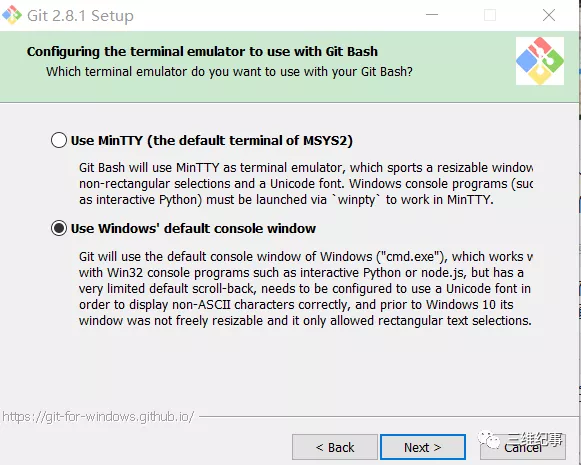 Git 2.8.1 Setup
Configuring the terminal emulator to use with Git Bash
Which terminal emulator do you want to use with your Git Bash?
Use MinTTY (the default terminal of MSYS2)
Git Bash will use MinTTY as terminal emulator, which sports a resizable window
non-rectangular selections and a Unicode font. Windows console programs (suc
as interactive Python) must be launched via `winpty` to work in MinTTY.
Use Windows' default console window
Git will use the default console window of Windows ("cmd.exe"), which works w
with Win32 console programs such as interactive Python or node.js, but has a
very limited default scroll-back, needs to be configured to use a Unicode font in
order to display non-ASCII characters correctly, and prior to Windows 10 its
window was not freely resizable and it only allowed rectangular text selections.
https://git-for-windows.github.io/
< Back
Next >
Cancel
三维纪事